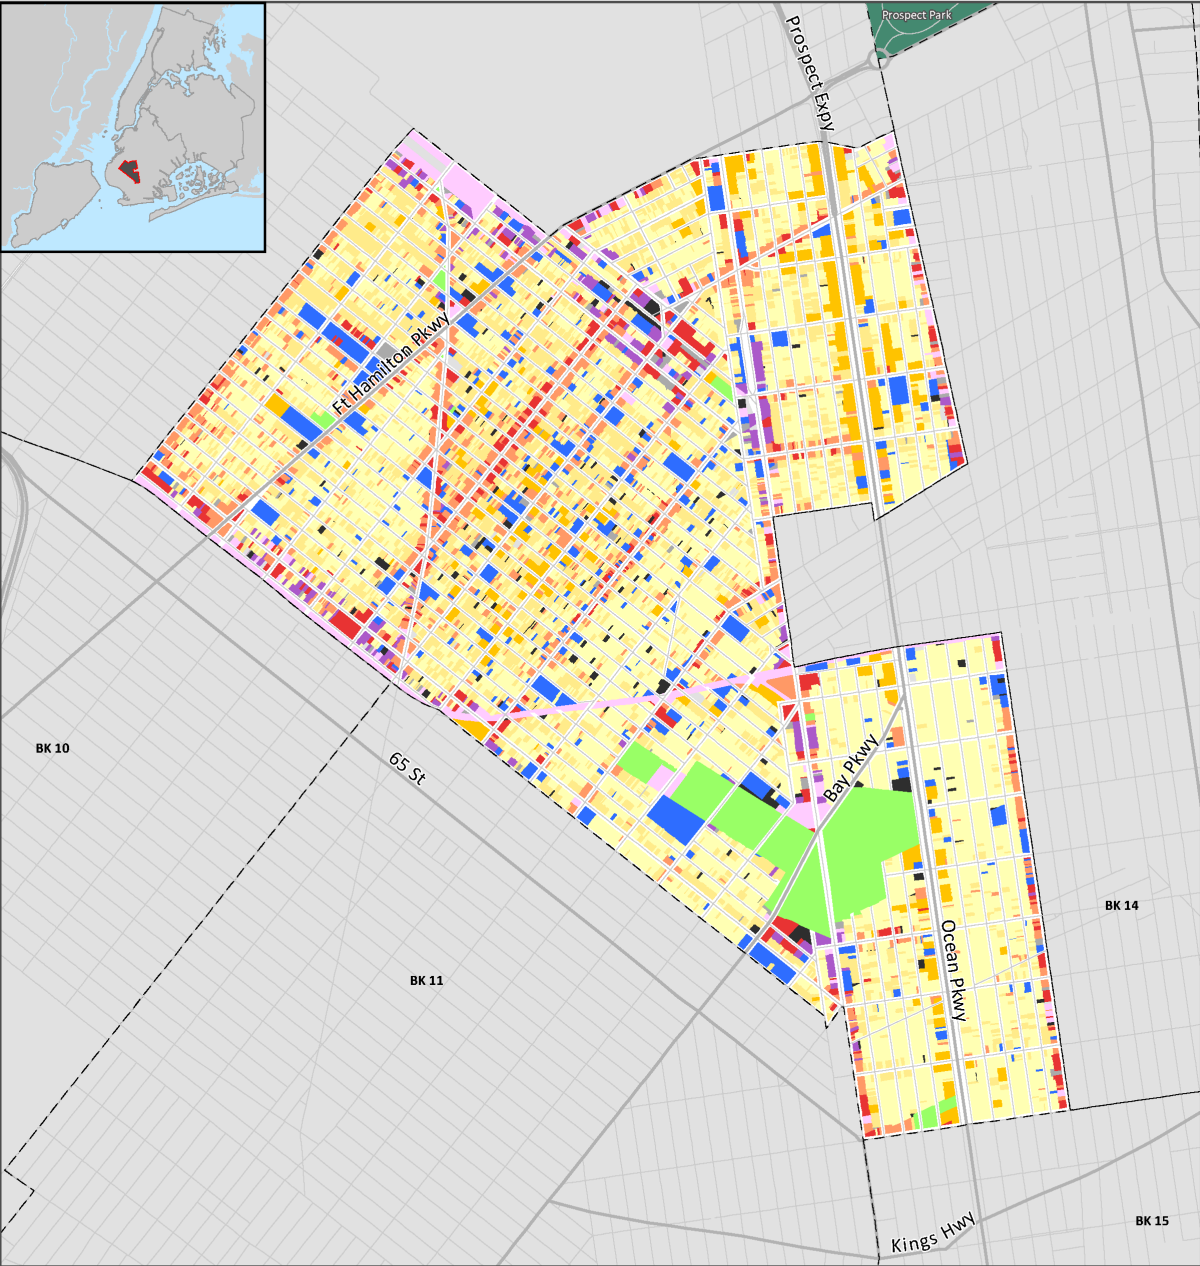 Prospect Park
Prospect Expy
Ft Hamilton Pkwy
BK 10
65 St
Bay Pkwy
BK 14
Ocean Pkwy
BK 11
Kings Hwy
BK 15